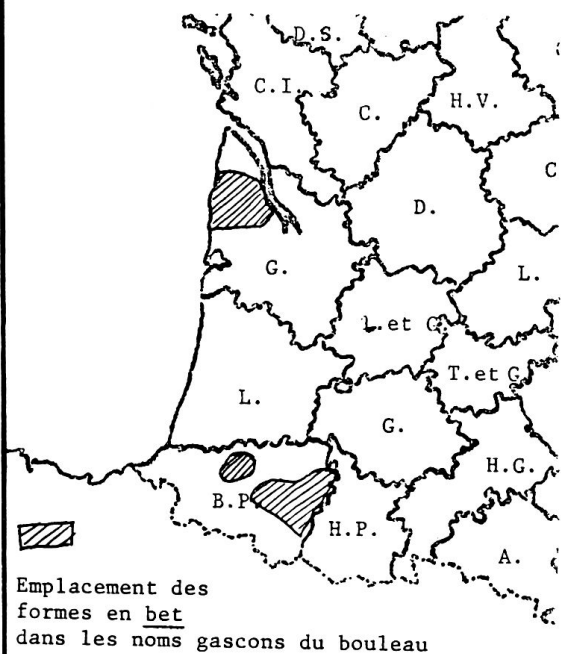 D.S.
C.I.
C.
H.V.
C
D.
G.
L.
L.et G.
L.
T.et G.
G.
H.G.
B.P.
H.P.
A.
Emplacement des
formes en bet
dans les noms gascons du bouleau